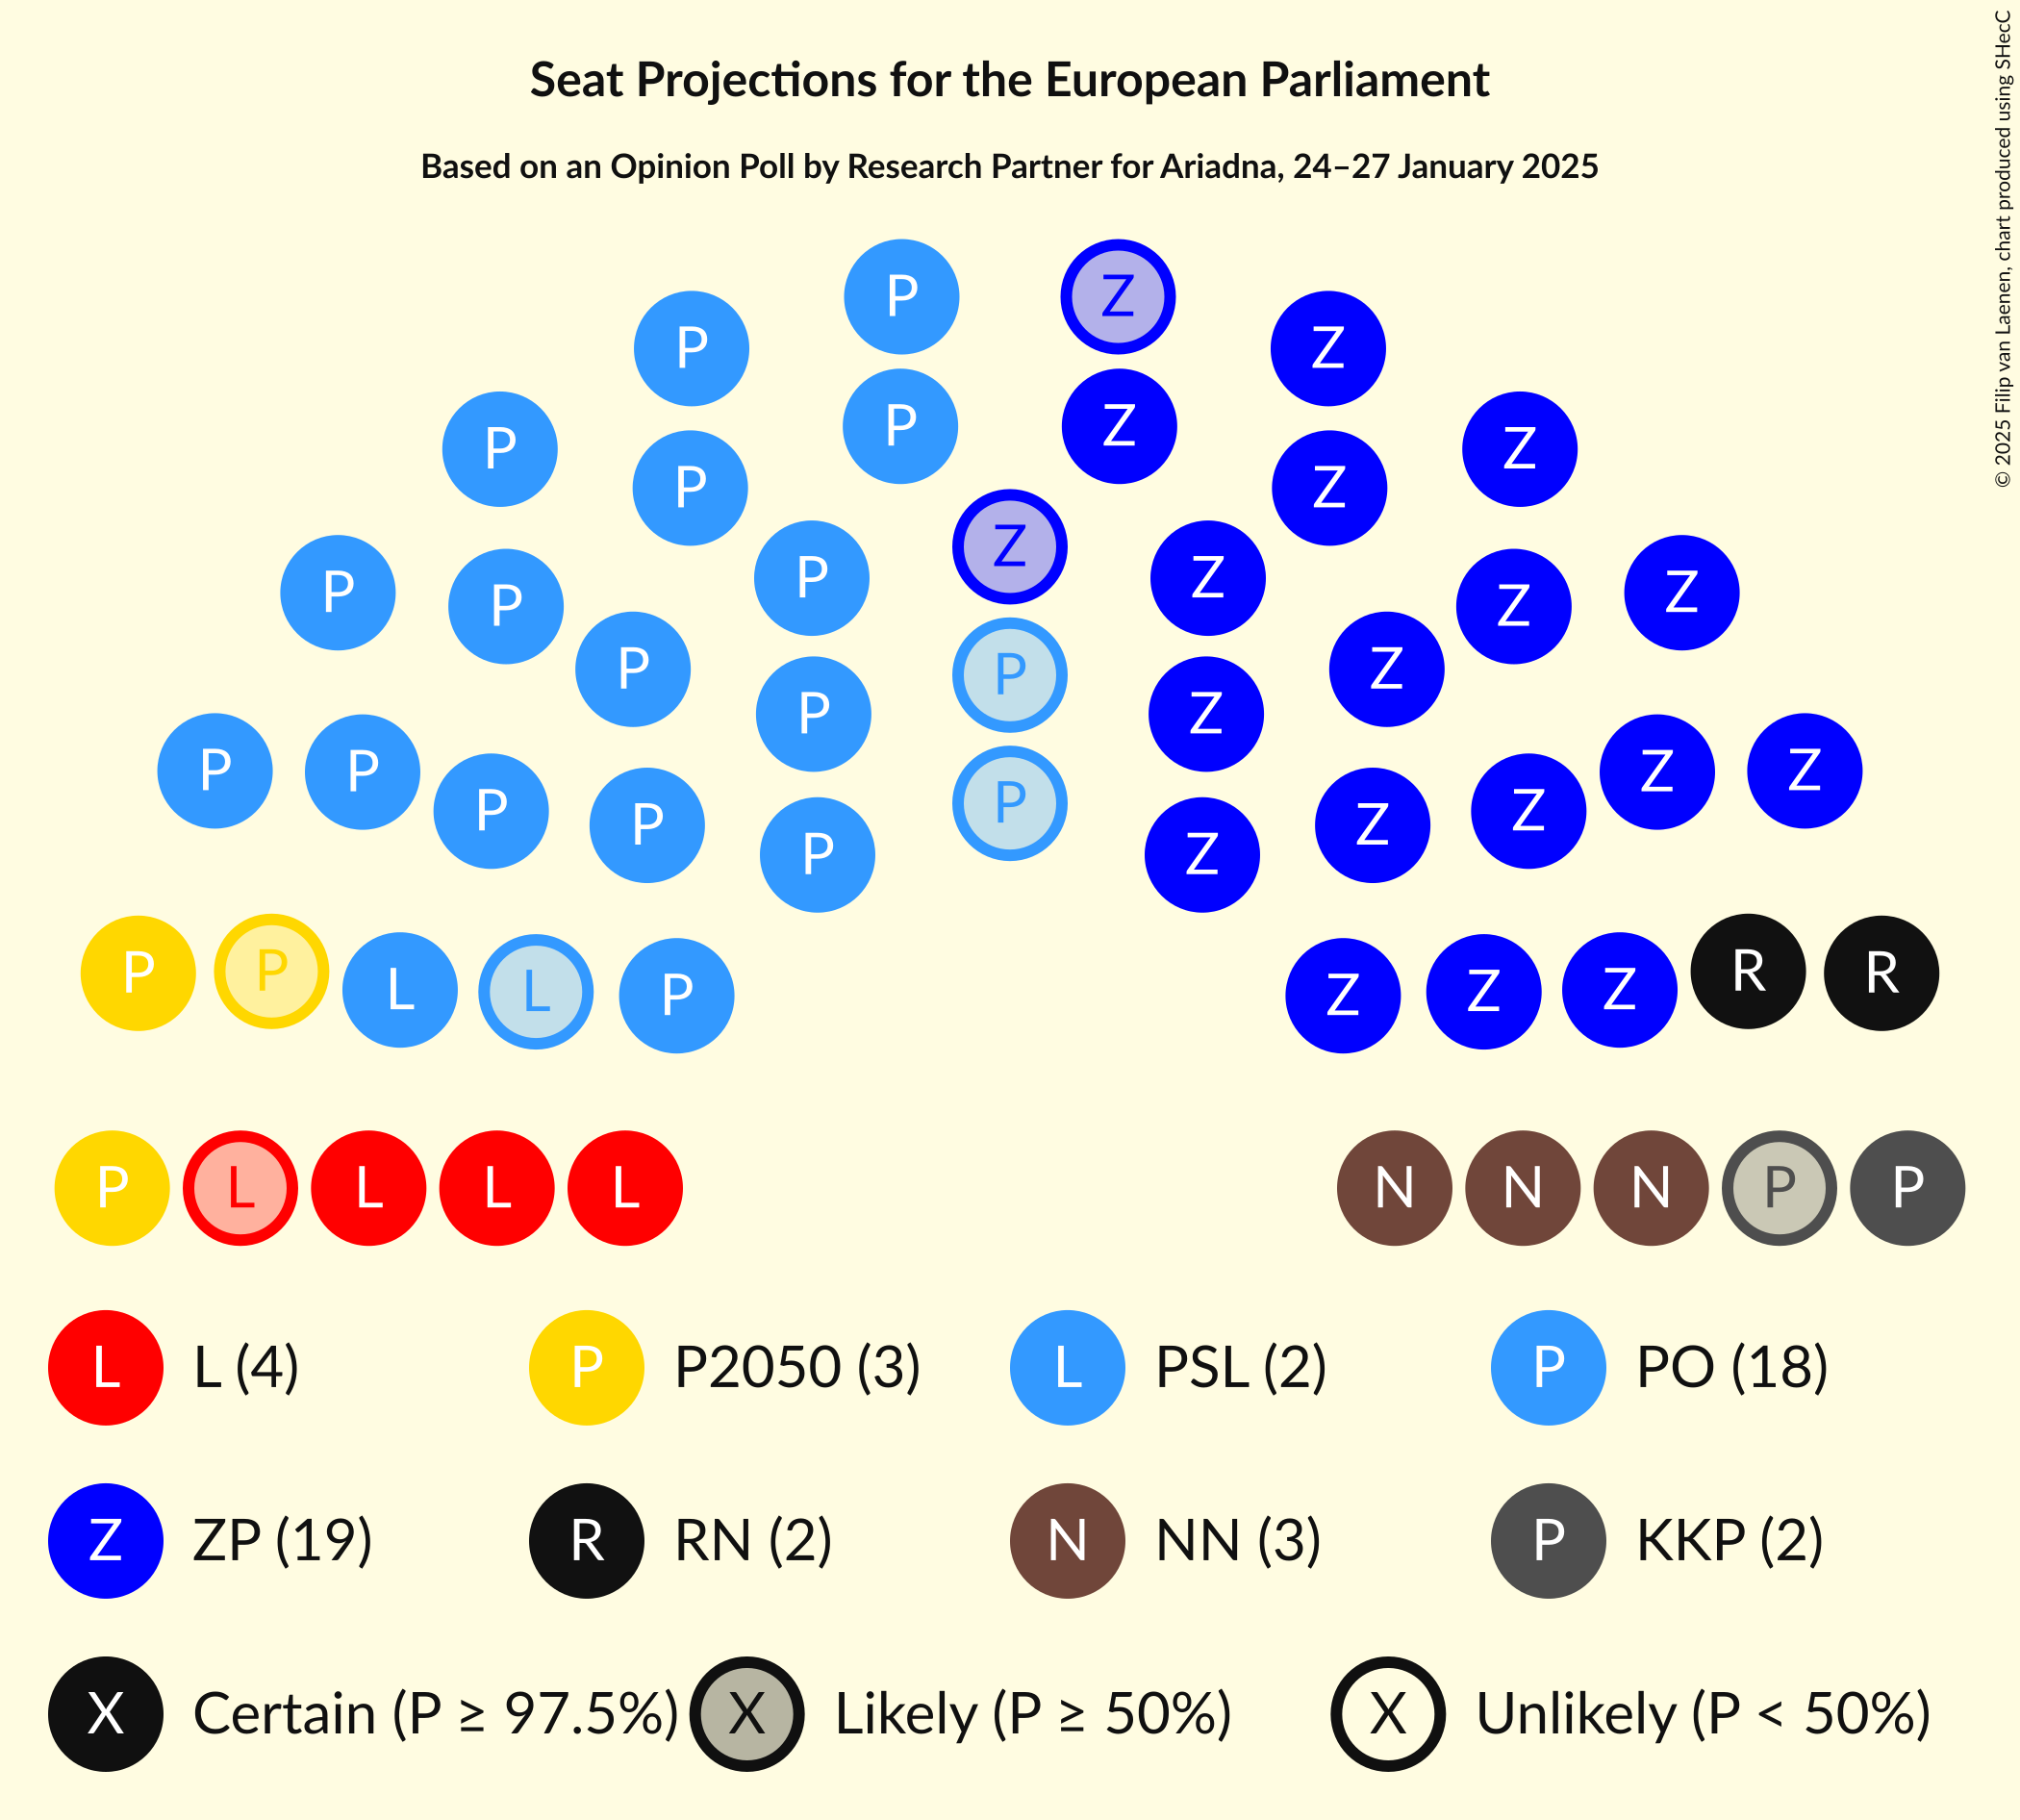 Seat Projections for the European Parliament
Based on an Opinion Poll by Research Partner for Ariadna, 24–27 January 2025
© 2025 Filip van Laenen, chart produced using SHecC
P Z
P Z
P P Z Z
P Z
Z
P P Z Z
P P Z Z
P P Z Z
P P P Z Z
P P Z Z
P P P Z Z Z
P Z
P P L L P Z Z Z R R
P L L L L N N N P P
L L (4) P P2050 (3) L PSL (2) P PO (18)
Z ZP (19) R RN (2) N NN (3) P KKP (2)
X Certain (P ≥ 97.5%) X Likely (P ≥ 50%) X Unlikely (P < 50%)